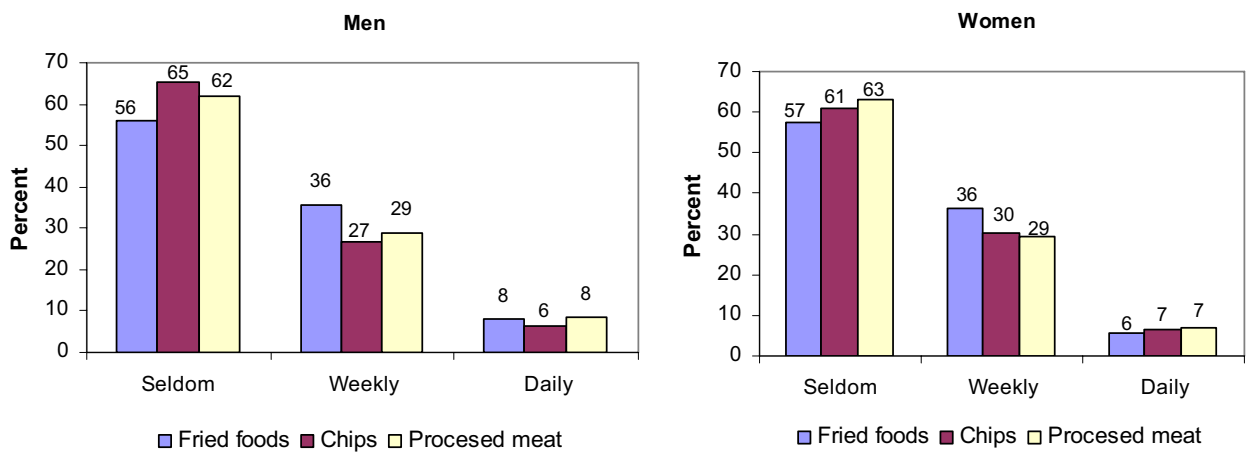 Men
Percent
70
60
50
40
30
20
10
0
56
65
62
36
27
29
8
6
8
Seldom
Weekly
Daily
Fried foods
Chips
Procesed meat
Women
Percent
70
60
50
40
30
20
10
0
57
61
63
36
30
29
6
7
7
Seldom
Weekly
Daily
Fried foods
Chips
Procesed meat